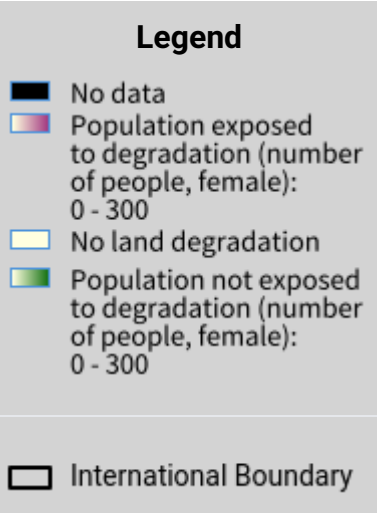 Legend
No data
Population exposed
to degradation (number
of people, female):
0 - 300
No land degradation
Population not exposed
to degradation (number
of people, female):
0 - 300
International Boundary